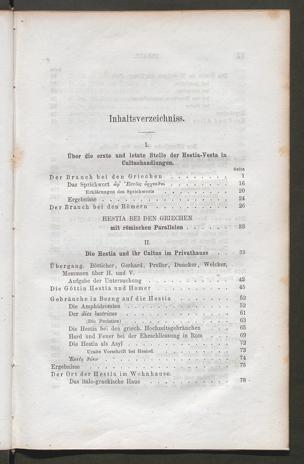 Inhaltsverzeichniss.
I.
Über die erste und letzte Stelle der Hestia-Vesta in
Cultushandlungen.
Seite
Der Brauch bei den Griechen 1
Das Sprichwort ἀφ' Ἑστίας ἄρχεσθαι 16
Erklärungen des Sprichworts 20
Ergebnisse 24
Der Brauch bei den Römern 26
HESTIA BEI DEN GRIECHEN
mit römischen Parallelen 33
II.
Die Hestia und ihr Cultus im Privathause 33
Übergang. Bötticher, Gerhard, Preller, Duncker, Welcker,
Mommsen über H. und V.
Aufgabe der Untersuchung 42
Die Göttin Hestia und Homer 45
Gebräuche in Bezug auf die Hestia 52
Die Amphidromien 52
Der dies lustricus 61
(Die Pecteien) 63
Die Hestia bei den griech. Hochzeitsgebräuchen 65
Herd und Feuer bei der Eheschliessung in Rom 69
Die Hestia als Asyl 72
Uralte Vorschrift bei Hesiod 73
Ἑστίᾳ θύειν 74
Ergebnisse 75
Der Ort der Hestia im Wohnhause.
Das italo-graekische Haus 78